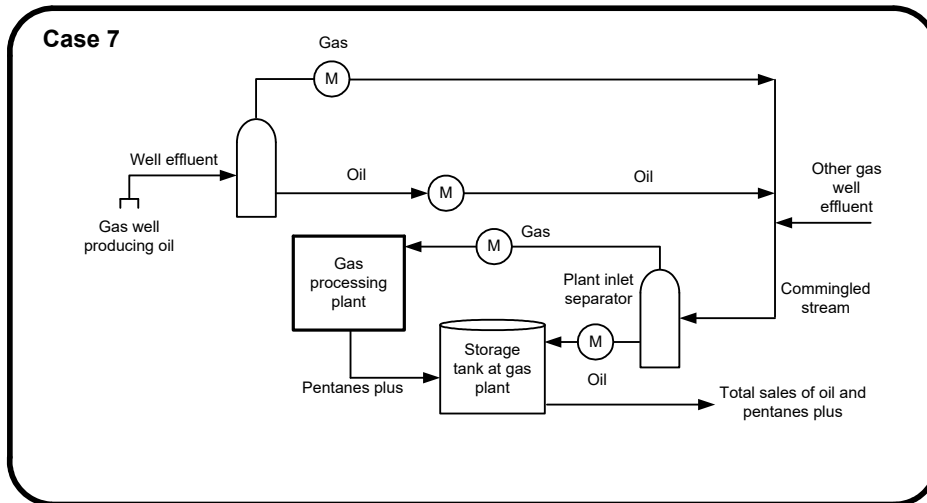 Case 7
Gas
M
Well effluent
Oil
M
Oil
Other gas
well
effluent
Gas well
producing oil
M
Gas
Gas
processing
plant
Plant inlet
separator
Commingled
stream
Storage
tank at gas
plant
M
Oil
Pentanes plus
Total sales of oil and
pentanes plus